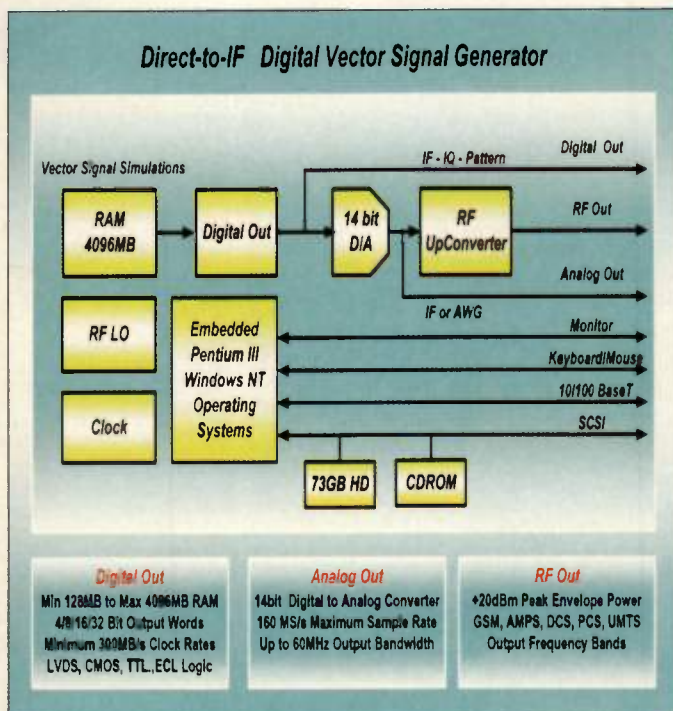 Direct-to-IF Digital Vector Signal Generator
Vector Signal Simulations
IF - IQ - Pattern
Digital Out
RAM
4096MB
Digital Out
14 bit
D/A
RF
UpConverter
RF Out
Analog Out
IF or AWG
RF LO
Clock
Embedded
Pentium III
Windows NT
Operating
Systems
Monitor
Keyboard/Mouse
10/100 BaseT
SCSI
73GB HD
CDROM
Digital Out
Min 128MB to Max 4096MB RAM
4/8/16/32 Bit Output Words
Minimum 300MB/s Clock Rates
LVDS, CMOS, TTL, ECL Logic
Analog Out
14bit Digital to Analog Converter
160 MS/s Maximum Sample Rate
Up to 60MHz Output Bandwidth
RF Out
+20dBm Peak Envelope Power
GSM, AMPS, DCS, PCS, UMTS
Output Frequency Bands